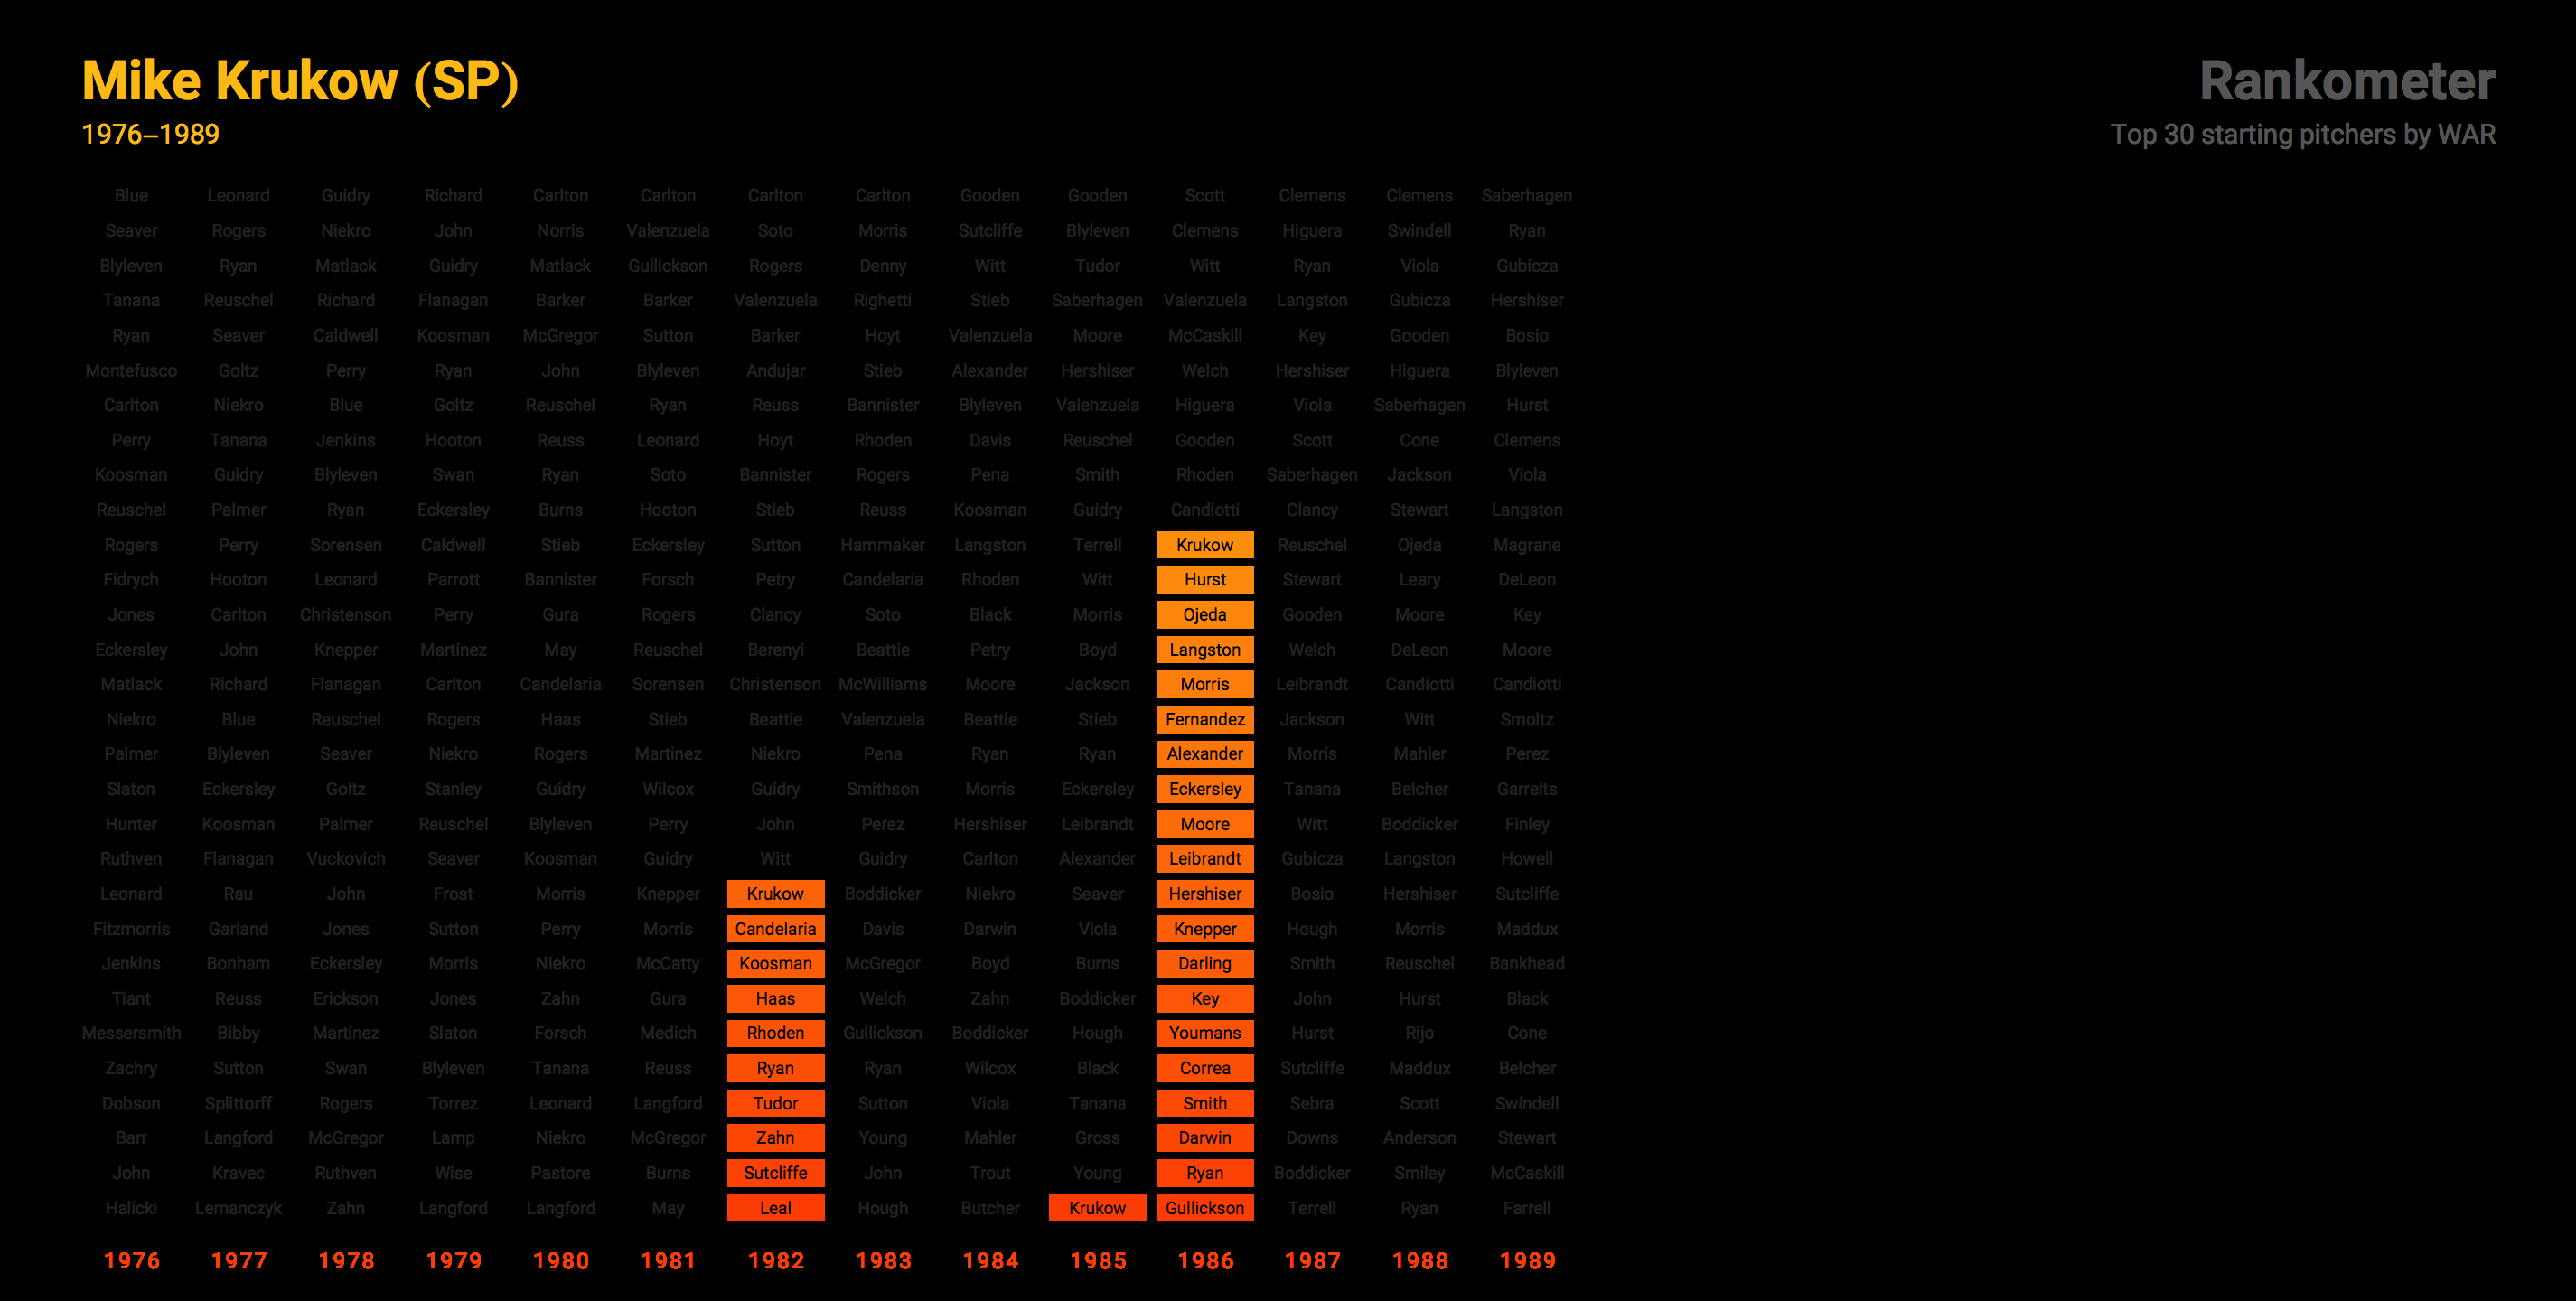 Mike Krukow (SP)
Rankometer
1976–1989
Top 30 starting pitchers by WAR
Blue Leonard Guidry Richard Carlton Carlton Carlton Carlton Gooden Gooden Scott Clemens Clemens Saberhagen
Seaver Rogers Niekro John Norris Valenzuela Soto Morris Sutcliffe Blyleven Clemens Higuera Swindell Ryan
Blyleven Ryan Matlack Guidry Matlack Gullickson Rogers Denny Witt Tudor Witt Ryan Viola Gubicza
Tanana Reuschel Richard Flanagan Barker Barker Valenzuela Righetti Stieb Saberhagen Valenzuela Langston Gubicza Hershiser
Ryan Seaver Caldwell Koosman McGregor Sutton Barker Hoyt Valenzuela Moore McCaskill Key Gooden Bosio
Montefusco Goltz Perry Ryan John Blyleven Andujar Stieb Alexander Hershiser Welch Hershiser Higuera Blyleven
Carlton Niekro Blue Goltz Reuschel Ryan Reuss Bannister Blyleven Valenzuela Higuera Viola Saberhagen Hurst
Perry Tanana Jenkins Hooton Reuss Leonard Hoyt Rhoden Davis Reuschel Gooden Scott Cone Clemens
Koosman Guidry Blyleven Swan Ryan Soto Bannister Rogers Pena Smith Rhoden Saberhagen Jackson Viola
Reuschel Palmer Ryan Eckersley Burns Hooton Stieb Reuss Koosman Guidry Candiotti Clancy Stewart Langston
Rogers Perry Sorensen Caldwell Stieb Eckersley Sutton Hammaker Langston Terrell Krukow Reuschel Ojeda Magrane
Fidrych Hooton Leonard Parrott Bannister Forsch Petry Candelaria Rhoden Witt Hurst Stewart Leary DeLeon
Jones Carlton Christenson Perry Gura Rogers Clancy Soto Black Morris Ojeda Gooden Moore Key
Eckersley John Knepper Martinez May Reuschel Berenyi Beattie Petry Boyd Langston Welch DeLeon Moore
Matlack Richard Flanagan Carlton Candelaria Sorensen Christenson McWilliams Moore Jackson Morris Leibrandt Candiotti Candiotti
Niekro Blue Reuschel Rogers Haas Stieb Beattie Valenzuela Beattie Stieb Fernandez Jackson Witt Smoltz
Palmer Blyleven Seaver Niekro Rogers Martinez Niekro Pena Ryan Ryan Alexander Morris Mahler Perez
Slaton Eckersley Goltz Stanley Guidry Wilcox Guidry Smithson Morris Eckersley Eckersley Tanana Belcher Garrelts
Hunter Koosman Palmer Reuschel Blyleven Perry John Perez Hershiser Leibrandt Moore Witt Boddicker Finley
Ruthven Flanagan Vuckovich Seaver Koosman Guidry Witt Guidry Carlton Alexander Leibrandt Gubicza Langston Howell
Leonard Rau John Frost Morris Knepper Krukow Boddicker Niekro Seaver Hershiser Bosio Hershiser Sutcliffe
Fitzmorris Garland Jones Sutton Perry Morris Candelaria Davis Darwin Viola Knepper Hough Morris Maddux
Jenkins Bonham Eckersley Morris Niekro McCatty Koosman McGregor Boyd Burns Darling Smith Reuschel Bankhead
Tiant Reuss Erickson Jones Zahn Gura Haas Welch Zahn Boddicker Key John Hurst Black
Messersmith Bibby Martinez Slaton Forsch Medich Rhoden Gullickson Boddicker Hough Youmans Hurst Rijo Cone
Zachry Sutton Swan Blyleven Tanana Reuss Ryan Ryan Wilcox Black Correa Sutcliffe Maddux Belcher
Dobson Splittorff Rogers Torrez Leonard Langford Tudor Sutton Viola Tanana Smith Sebra Scott Swindell
Barr Langford McGregor Lamp Niekro McGregor Zahn Young Mahler Gross Darwin Downs Anderson Stewart
John Kravec Ruthven Wise Pastore Burns Sutcliffe John Trout Young Ryan Boddicker Smiley McCaskill
Halicki Lemanczyk Zahn Langford Langford May Leal Hough Butcher Krukow Gullickson Terrell Ryan Farrell
1976 1977 1978 1979 1980 1981 1982 1983 1984 1985 1986 1987 1988 1989